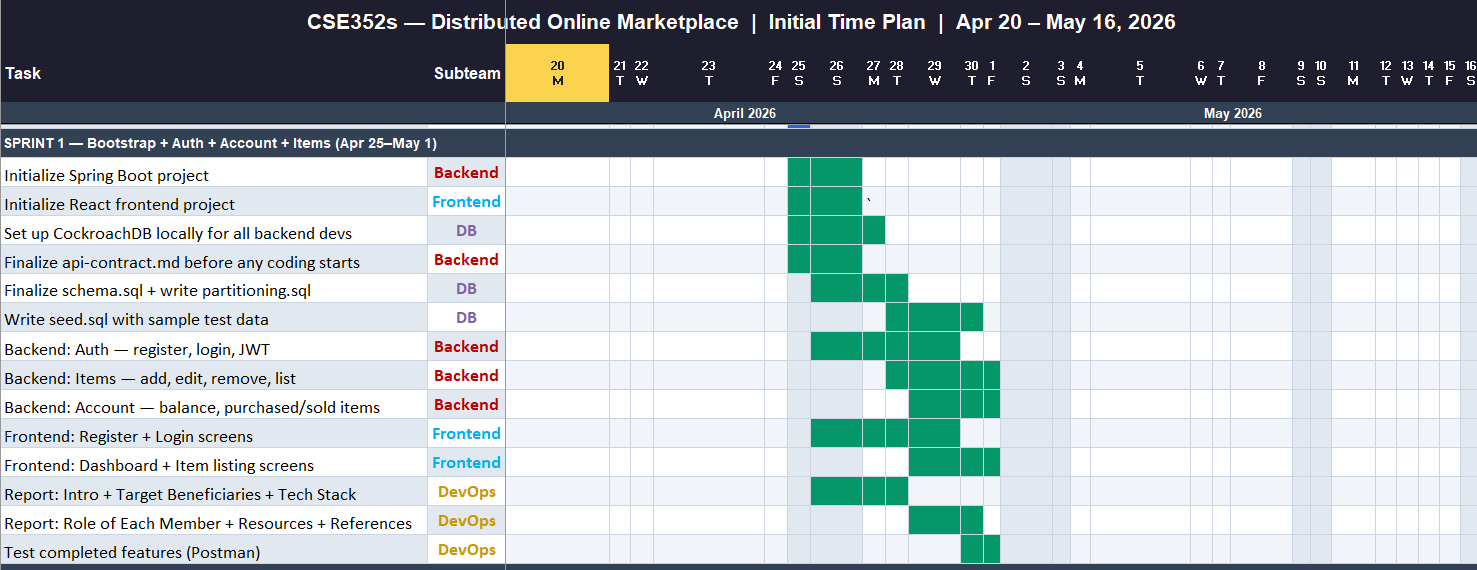 CSE352s — Distributed Online Marketplace | Initial Time Plan | Apr 20 – May 16, 2026
Task Subteam 20 21 22 23 24 25 26 27 28 29 30 1 2 3 4 5 6 7 8 9 10 11 12 13 14 15 16
M T W T F S S M T W T F S S M T W T F S S M T W T F S
April 2026 May 2026
SPRINT 1 — Bootstrap + Auth + Account + Items (Apr 25–May 1)
Initialize Spring Boot project Backend
Initialize React frontend project Frontend `
Set up CockroachDB locally for all backend devs DB
Finalize api-contract.md before any coding starts Backend
Finalize schema.sql + write partitioning.sql DB
Write seed.sql with sample test data DB
Backend: Auth — register, login, JWT Backend
Backend: Items — add, edit, remove, list Backend
Backend: Account — balance, purchased/sold items Backend
Frontend: Register + Login screens Frontend
Frontend: Dashboard + Item listing screens Frontend
Report: Intro + Target Beneficiaries + Tech Stack DevOps
Report: Role of Each Member + Resources + References DevOps
Test completed features (Postman) DevOps